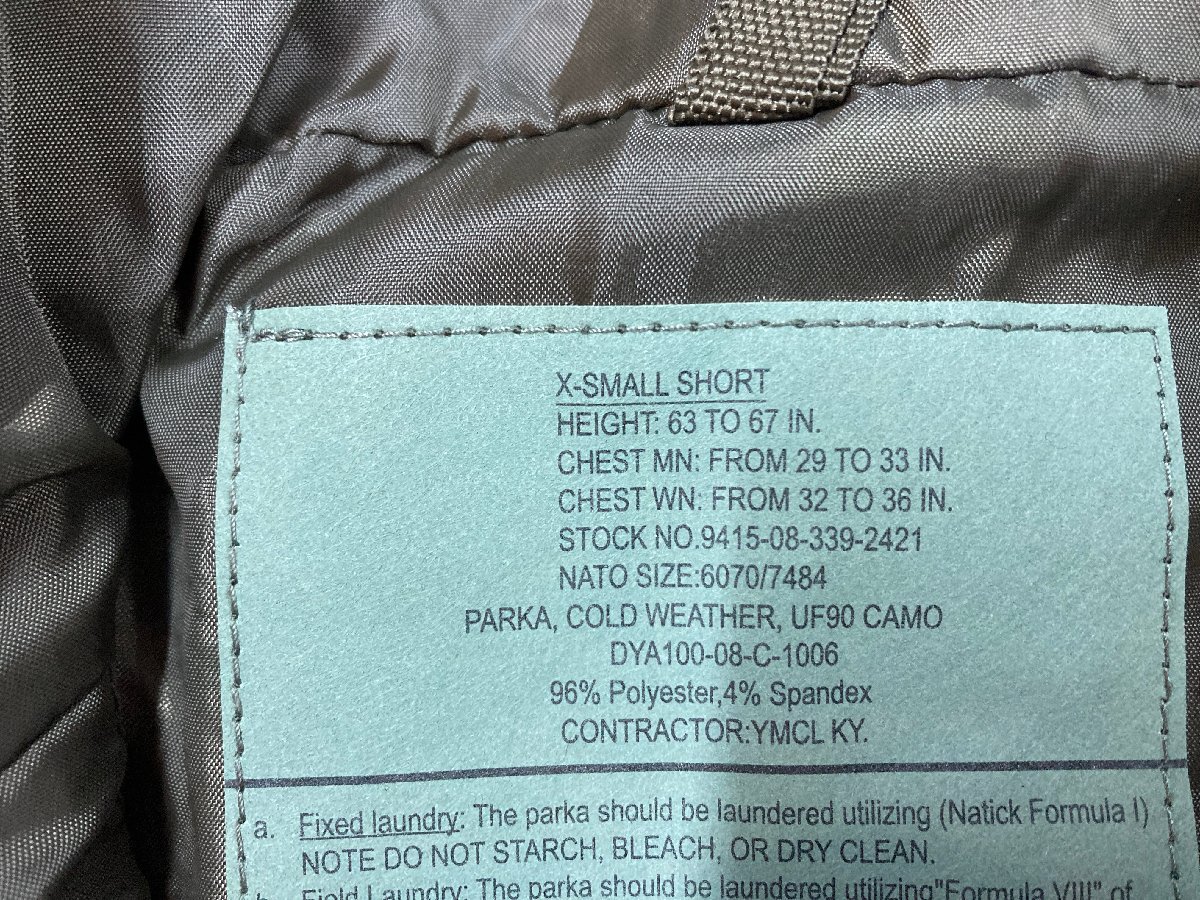 X-SMALL SHORT
HEIGHT: 63 TO 67 IN.
CHEST MN: FROM 29 TO 33 IN.
CHEST WN: FROM 32 TO 36 IN.
STOCK NO.9415-08-339-2421
NATO SIZE:6070/7484
PARKA, COLD WEATHER, UF90 CAMO
DYA100-08-C-1006
96% Polyester,4% Spandex
CONTRACTOR:YMCL KY.
a. Fixed laundry: The parka should be laundered utilizing (Natick Formula I)
NOTE DO NOT STARCH, BLEACH, OR DRY CLEAN.
b. Field Laundry: The parka should be laundered utilizing"Formula VIII" of